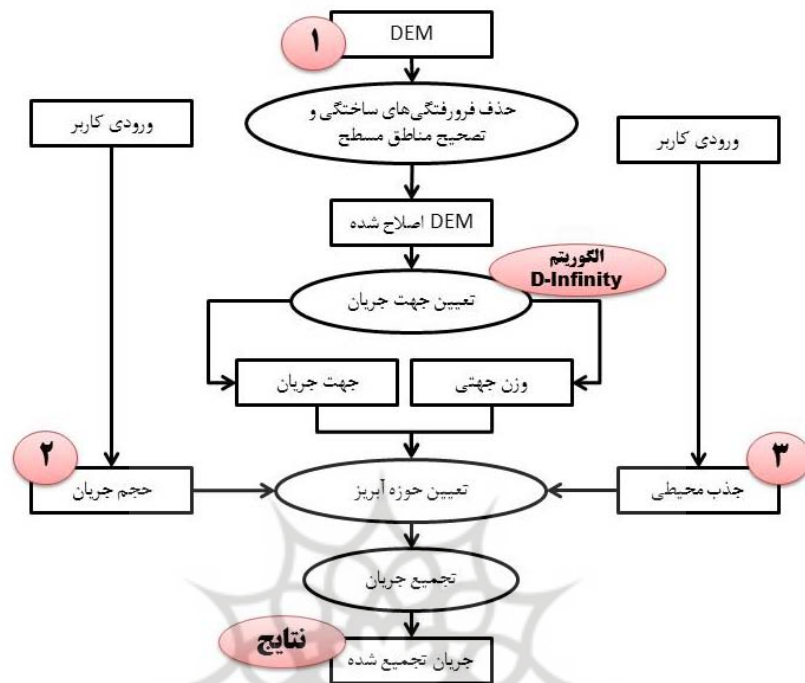 ۱
DEM
حذف فرورفتگی‌های ساختگی و
تصحیح مناطق مسطح
ورودی کاربر
ورودی کاربر
DEM اصلاح شده
الگوریتم
D-Infinity
تعیین جهت جریان
جهت جریان
وزن جهتی
۲
۳
حجم جریان
تعیین حوزه آبریز
جذب محیطی
تجمیع جریان
نتایج
جریان تجمیع شده